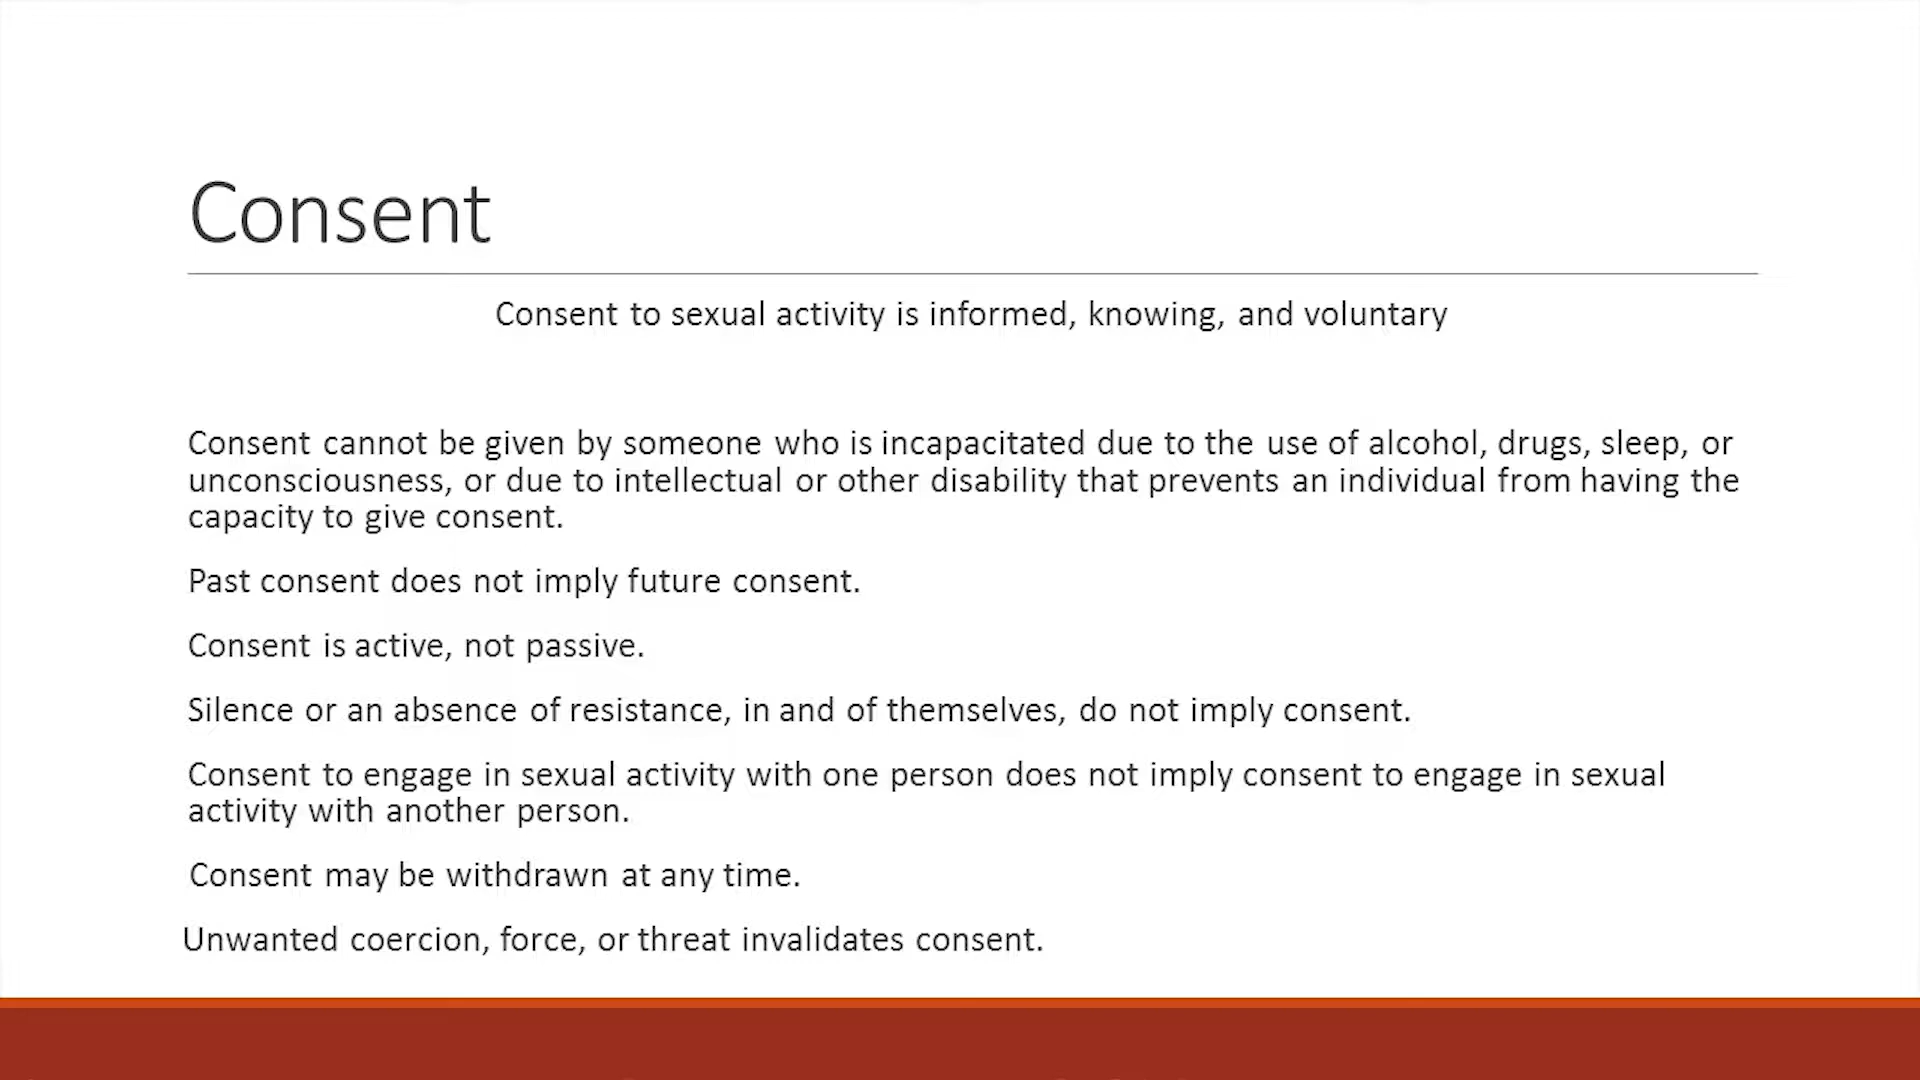 Consent
Consent to sexual activity is informed, knowing, and voluntary
Consent cannot be given by someone who is incapacitated due to the use of alcohol, drugs, sleep, or
unconsciousness, or due to intellectual or other disability that prevents an individual from having the
capacity to give consent.
Past consent does not imply future consent.
Consent is active, not passive.
Silence or an absence of resistance, in and of themselves, do not imply consent.
Consent to engage in sexual activity with one person does not imply consent to engage in sexual
activity with another person.
Consent may be withdrawn at any time.
Unwanted coercion, force, or threat invalidates consent.